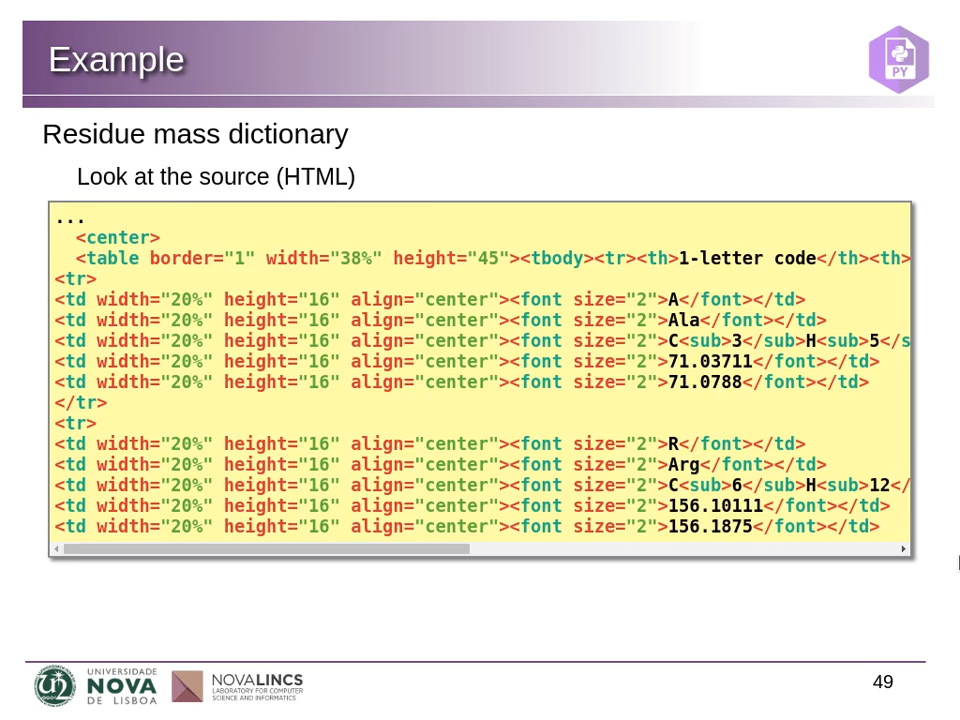 Example
PY
Residue mass dictionary
Look at the source (HTML)
...
  <center>
  <table border="1" width="38%" height="45"><tbody><tr><th>1-letter code</th><th>
<tr>
<td width="20%" height="16" align="center"><font size="2">A</font></td>
<td width="20%" height="16" align="center"><font size="2">Ala</font></td>
<td width="20%" height="16" align="center"><font size="2">C<sub>3</sub>H<sub>5</s
<td width="20%" height="16" align="center"><font size="2">71.03711</font></td>
<td width="20%" height="16" align="center"><font size="2">71.0788</font></td>
</tr>
<tr>
<td width="20%" height="16" align="center"><font size="2">R</font></td>
<td width="20%" height="16" align="center"><font size="2">Arg</font></td>
<td width="20%" height="16" align="center"><font size="2">C<sub>6</sub>H<sub>12</
<td width="20%" height="16" align="center"><font size="2">156.10111</font></td>
<td width="20%" height="16" align="center"><font size="2">156.1875</font></td>
UNIVERSIDADE
NOVA
DE LISBOA
NOVALINCS
LABORATORY FOR COMPUTER
SCIENCE AND INFORMATICS
49